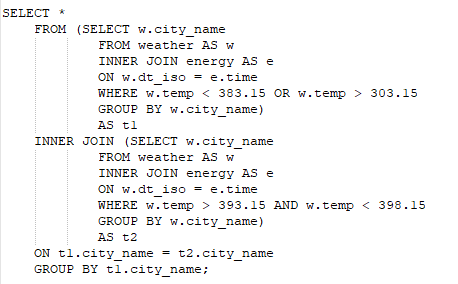 SELECT *
FROM (SELECT w.city_name
FROM weather AS w
INNER JOIN energy AS e
ON w.dt_iso = e.time
WHERE w.temp < 383.15 OR w.temp > 303.15
GROUP BY w.city_name)
AS t1
INNER JOIN (SELECT w.city_name
FROM weather AS w
INNER JOIN energy AS e
ON w.dt_iso = e.time
WHERE w.temp > 393.15 AND w.temp < 398.15
GROUP BY w.city_name)
AS t2
ON t1.city_name = t2.city_name
GROUP BY t1.city_name;